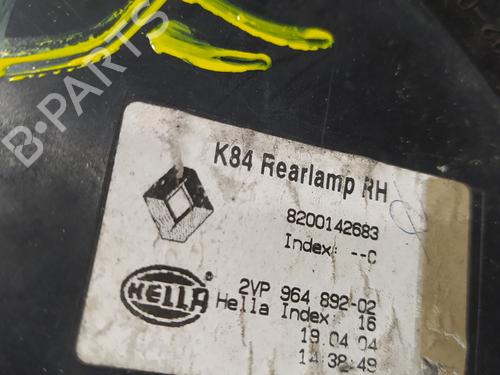 B-PARTS
K84 Rearlamp RH
8200142683
Index: --C
HELLA
2VP 964 892-02
Hella Index: 16
19.04.04
14:38:49